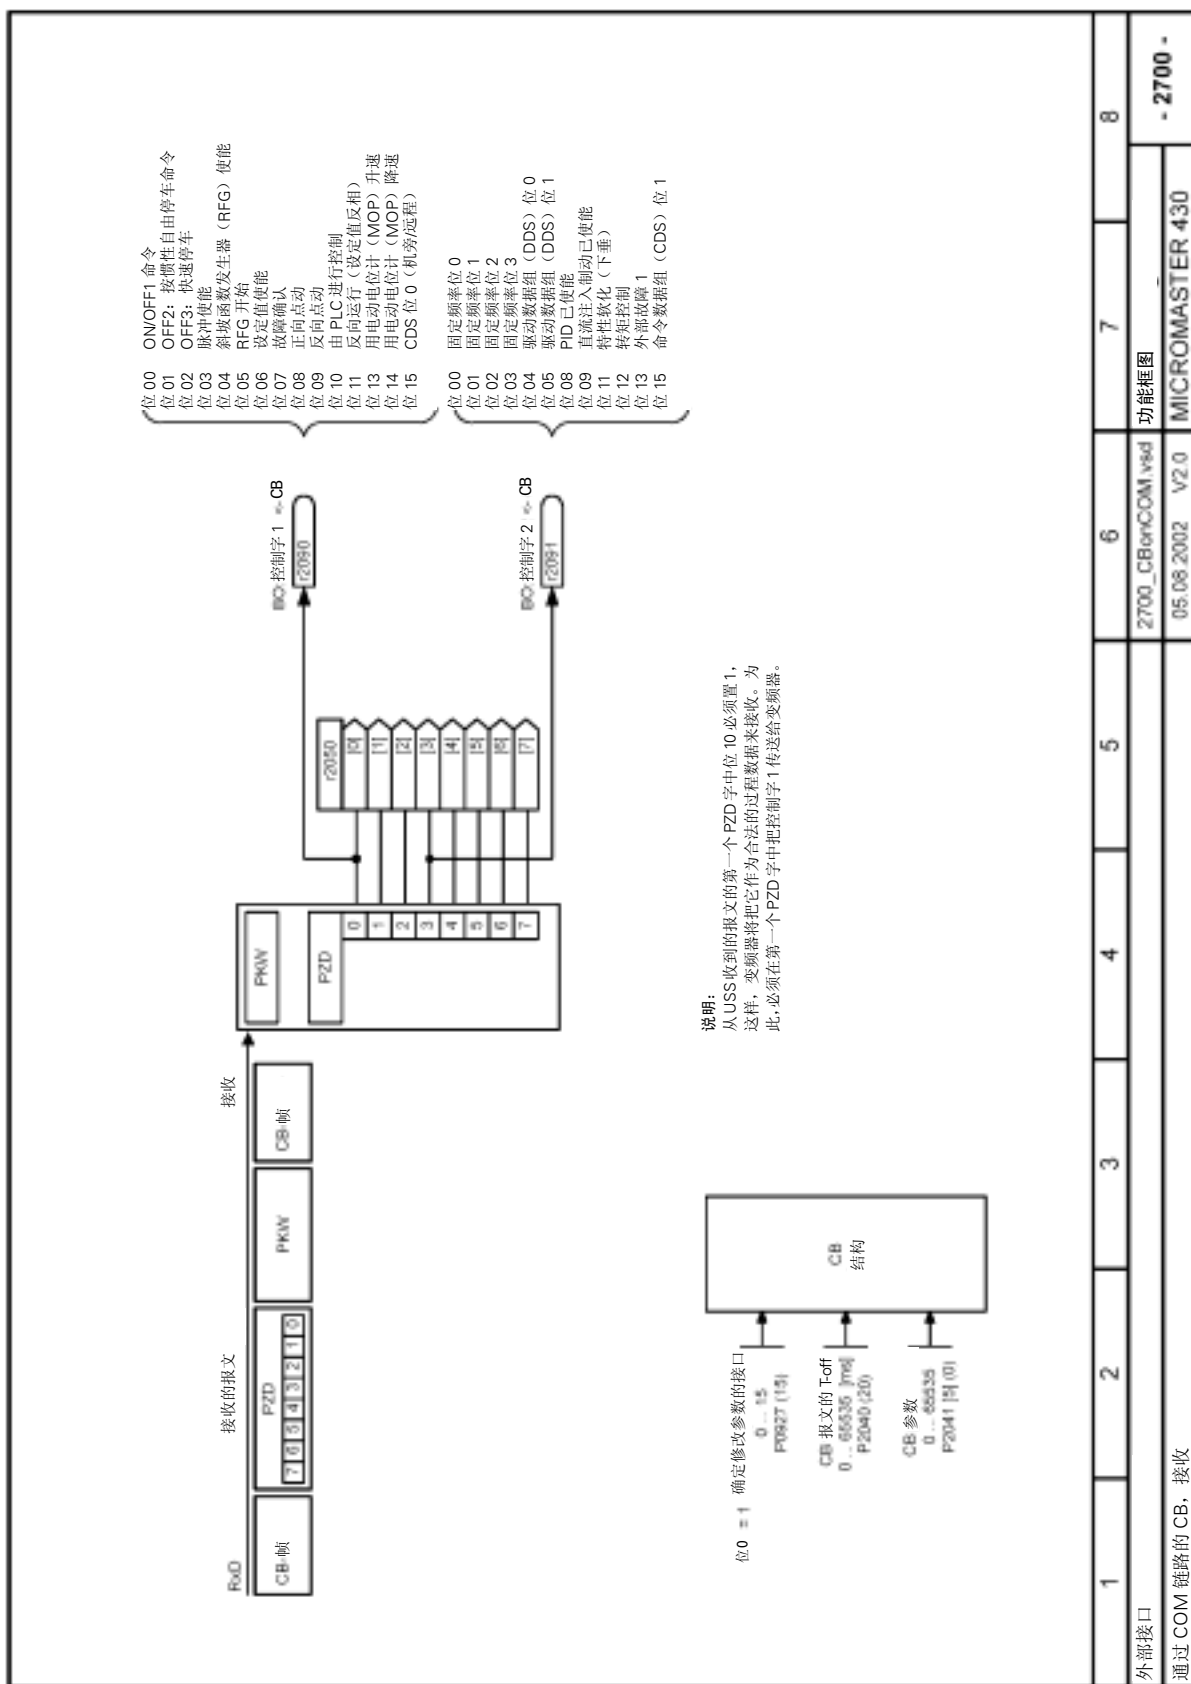 RxD
接收的报文
接收
CB-帧
PZD
7 6 5 4 3 2 1 0
PKW
CB-帧
PKW
PZD
0
1
2
3
4
5
6
7
r2050
[0]
[1]
[2]
[3]
[4]
[5]
[6]
[7]
BO:控制字 1 <- CB
r2090
BO:控制字 2 <- CB
r2091
位 00 ON/OFF1 命令
位 01 OFF2：按惯性自由停车命令
位 02 OFF3：快速停车
位 03 脉冲使能
位 04 斜坡函数发生器（RFG）使能
位 05 RFG 开始
位 06 设定值使能
位 07 故障确认
位 08 正向点动
位 09 反向点动
位 10 由 PLC 进行控制
位 11 反向运行（设定值反相）
位 13 用电动电位计（MOP）升速
位 14 用电动电位计（MOP）降速
位 15 CDS 位 0（机旁/远程）
位 00 固定频率位 0
位 01 固定频率位 1
位 02 固定频率位 2
位 03 固定频率位 3
位 04 驱动数据组（DDS）位 0
位 05 驱动数据组（DDS）位 1
位 08 PID 已使能
位 09 直流注入制动已使能
位 11 特性软化（下垂）
位 12 转矩控制
位 13 外部故障 1
位 15 命令数据组（CDS）位 1
说明：
从 USS 收到的报文的第一个 PZD 字中位 10 必须置 1，
这样，变频器将把它作为合法的过程数据来接收。为
此,必须在第一个 PZD 字中把控制字 1 传送给变频器。
位0 = 1 确定修改参数的接口
0 ... 15
P0927 (15)
CB 报文的 T-off
0 ... 65535 [ms]
P2040 (20)
CB 参数
0 ... 65535
P2041 [5] (0)
CB
结构
1 2 3 4 5 6 7 8
外部接口
2700_CBonCOM.vsd
功能框图
- 2700 -
通过 COM 链路的 CB，接收
05.08.2002 V2.0
MICROMASTER 430